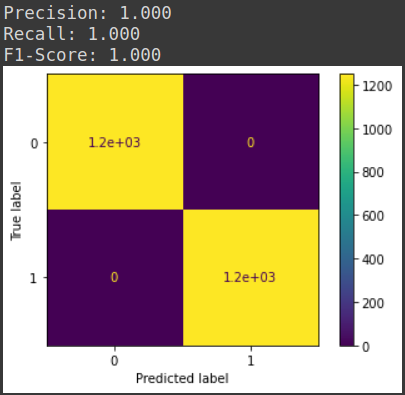 Precision: 1.000
Recall: 1.000
F1-Score: 1.000
1200
1000
800
600
400
200
0
True label
0
1
1.2e+03
0
0
1.2e+03
0
1
Predicted label